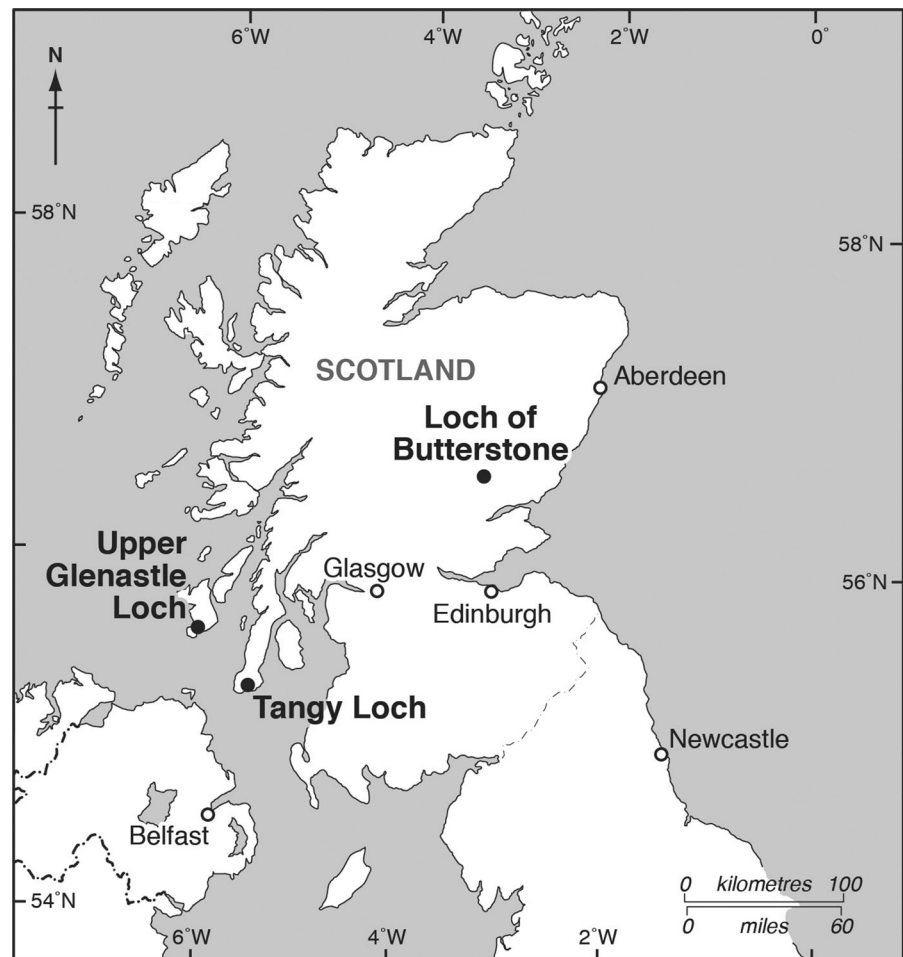 6°W 4°W 2°W 0°
N
58°N
58°N
SCOTLAND
Aberdeen
Loch of
Butterstone
Upper
Glenastle
Loch
Glasgow
Edinburgh
56°N
Tangy Loch
Newcastle
Belfast
0 kilometres 100
0 miles 60
54°N
6°W 4°W 2°W